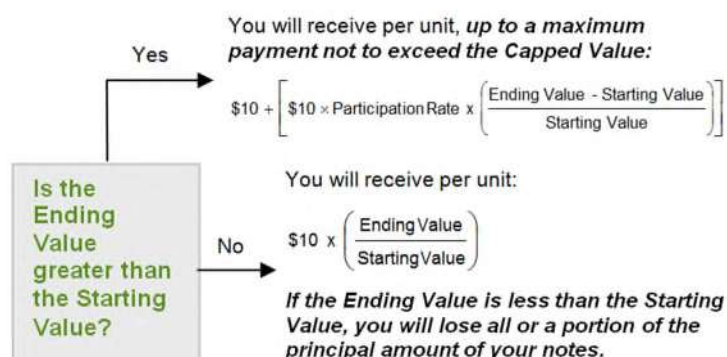 You will receive per unit, up to a maximum
payment not to exceed the Capped Value:
Yes
$10 + [ $10 × Participation Rate x ( Ending Value - Starting Value / Starting Value ) ]
Is the
Ending
Value
greater than
the Starting
Value?
No
You will receive per unit:
$10 x ( Ending Value / Starting Value )
If the Ending Value is less than the Starting
Value, you will lose all or a portion of the
principal amount of your notes.